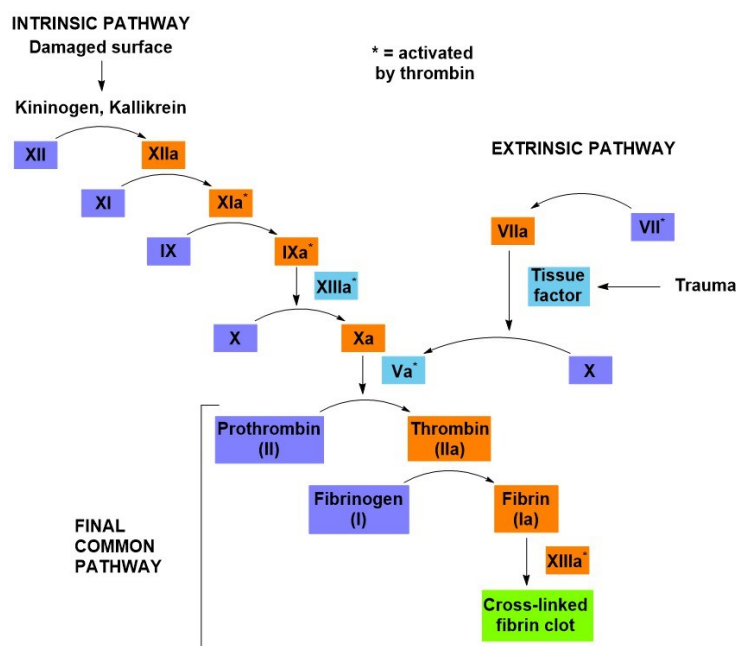 INTRINSIC PATHWAY
Damaged surface
* = activated
by thrombin
Kininogen, Kallikrein
XII
XIIa
EXTRINSIC PATHWAY
XI
XIa*
VIIa
VII*
IX
IXa*
XIIIa*
Tissue
factor
Trauma
X
Xa
Va*
X
Prothrombin
(II)
Thrombin
(IIa)
Fibrinogen
(I)
Fibrin
(Ia)
FINAL
COMMON
PATHWAY
XIIIa*
Cross-linked
fibrin clot